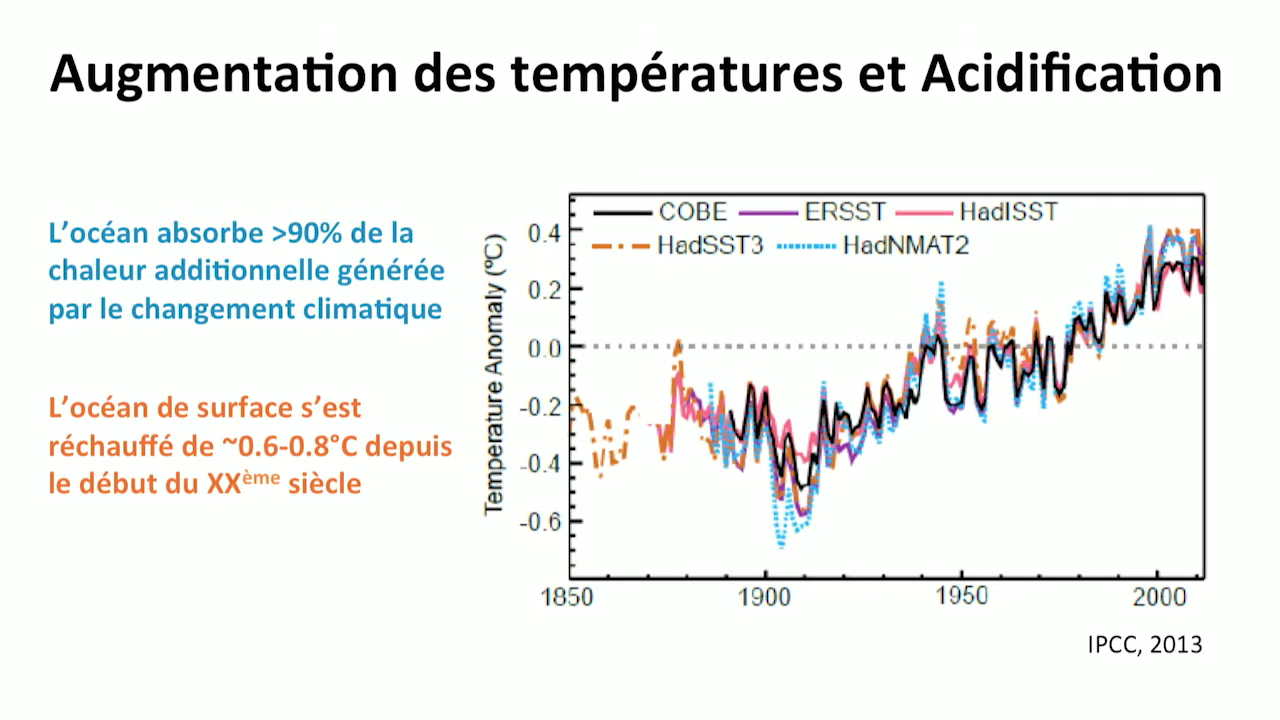 Augmentation des températures et Acidification
L’océan absorbe >90% de la
chaleur additionnelle générée
par le changement climatique
L’océan de surface s’est
réchauffé de ~0.6-0.8°C depuis
le début du XXème siècle
COBE ERSST HadISST
HadSST3 HadNMAT2
Temperature Anomaly (ºC)
0.4
0.2
0.0
-0.2
-0.4
-0.6
1850 1900 1950 2000
IPCC, 2013